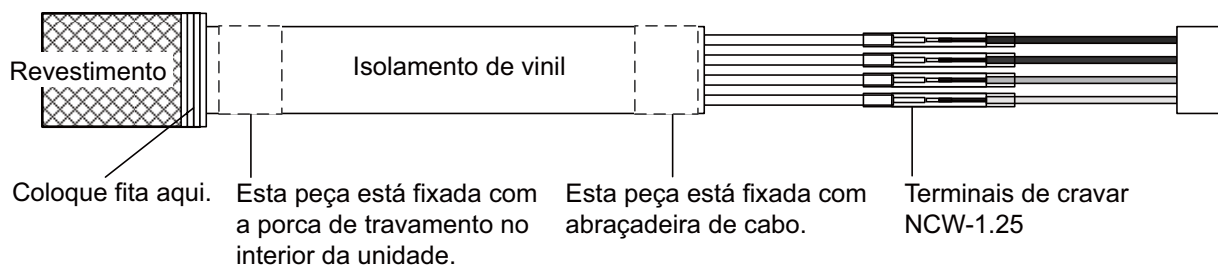 Revestimento
Isolamento de vinil
Coloque fita aqui.
Esta peça está fixada com
a porca de travamento no
interior da unidade.
Esta peça está fixada com
abraçadeira de cabo.
Terminais de cravar
NCW-1.25